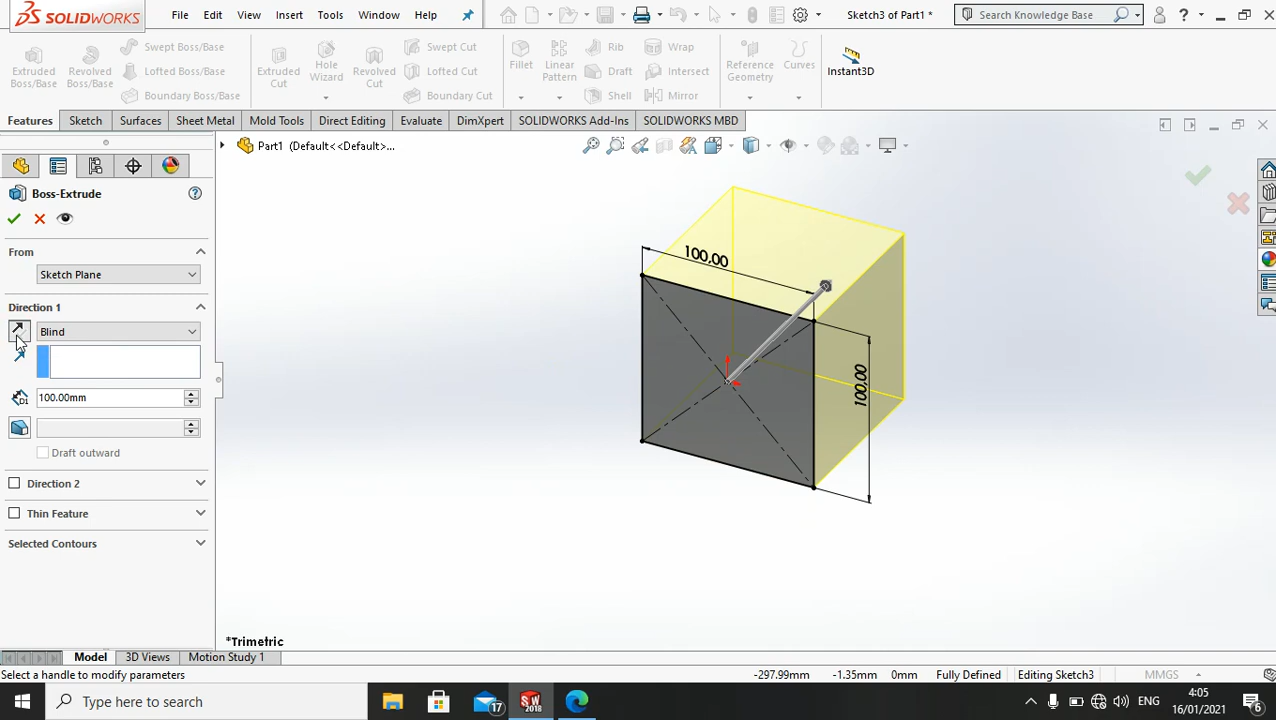 SOLIDWORKS File Edit View Insert Tools Window Help Sketch3 of Part1 * Search Knowledge Base ?
Extruded Boss/Base Revolved Boss/Base Swept Boss/Base Lofted Boss/Base Boundary Boss/Base Extruded Cut Hole Wizard Revolved Cut Swept Cut Lofted Cut Boundary Cut Fillet Linear Pattern Rib Draft Shell Wrap Intersect Mirror Reference Geometry Curves Instant3D
Features Sketch Surfaces Sheet Metal Mold Tools Direct Editing Evaluate DimXpert SOLIDWORKS Add-Ins SOLIDWORKS MBD
Part1 (Default<<Default>...
Boss-Extrude
From
Sketch Plane
Direction 1
Blind
100.00mm
Draft outward
Direction 2
Thin Feature
Selected Contours
100,00
100,00
*Trimetric
Model 3D Views Motion Study 1
Select a handle to modify parameters -297.99mm -1.35mm 0mm Fully Defined Editing Sketch3 MMGS
Type here to search 17 SW 2018 ENG 4:05 16/01/2021 6